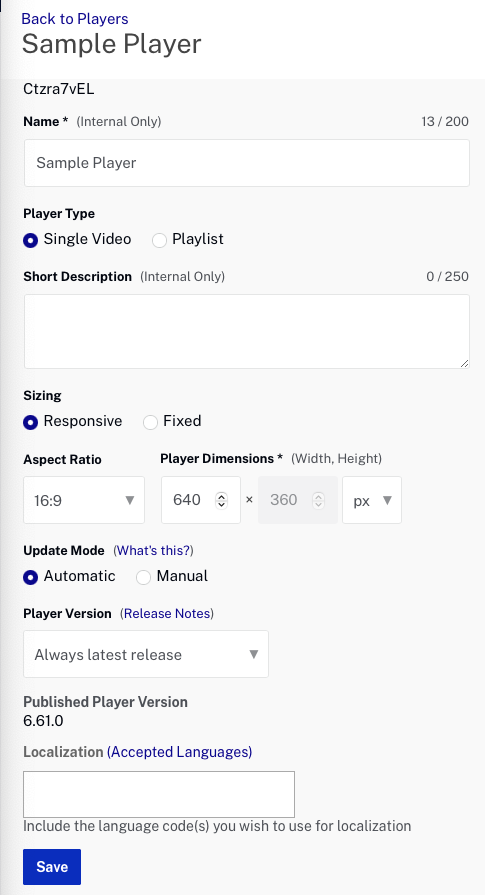 Back to Players
Sample Player
Ctzra7vEL
Name * (Internal Only) 13 / 200
Sample Player
Player Type
Single Video Playlist
Short Description (Internal Only) 0 / 250
Sizing
Responsive Fixed
Aspect Ratio Player Dimensions * (Width, Height)
16:9 640 × 360 px
Update Mode (What's this?)
Automatic Manual
Player Version (Release Notes)
Always latest release
Published Player Version
6.61.0
Localization (Accepted Languages)
Include the language code(s) you wish to use for localization
Save